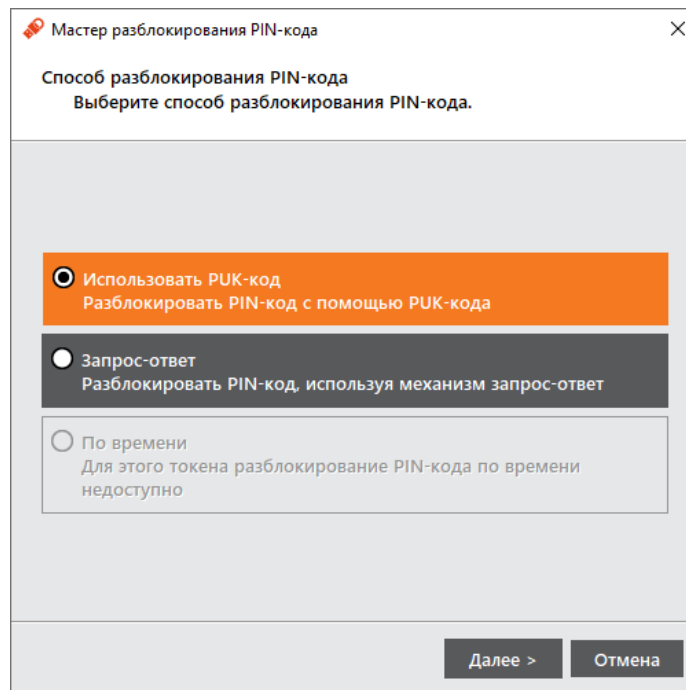 Мастер разблокирования PIN-кода
Способ разблокирования PIN-кода
Выберите способ разблокирования PIN-кода.
Использовать PUK-код
Разблокировать PIN-код с помощью PUK-кода
Запрос-ответ
Разблокировать PIN-код, используя механизм запрос-ответ
По времени
Для этого токена разблокирование PIN-кода по времени
недоступно
Далее >
Отмена